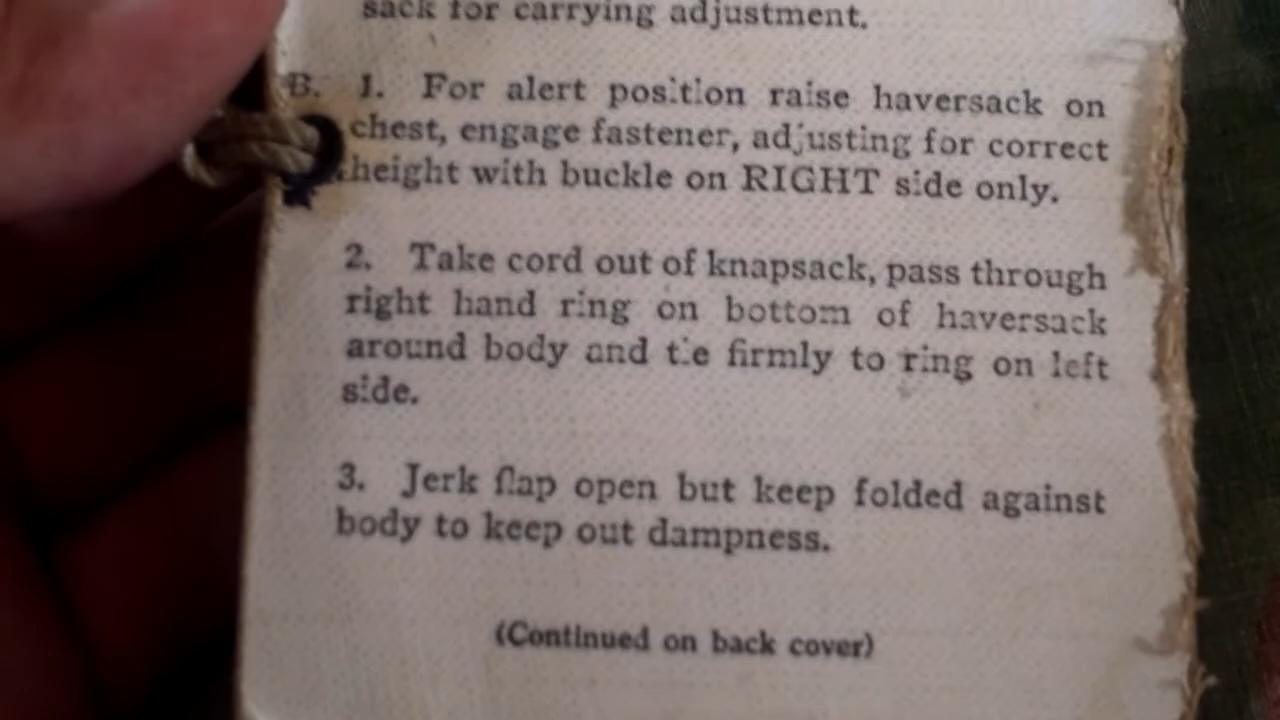 sack for carrying adjustment.
B. 1. For alert position raise haversack on
chest, engage fastener, adjusting for correct
height with buckle on RIGHT side only.
2. Take cord out of knapsack, pass through
right hand ring on bottom of haversack
around body and tie firmly to ring on left
side.
3. Jerk flap open but keep folded against
body to keep out dampness.
(Continued on back cover)